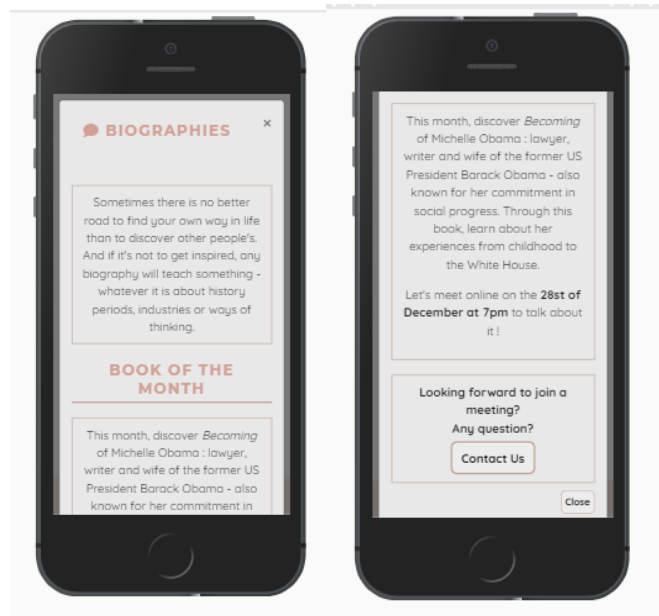 BIOGRAPHIES
×
Sometimes there is no better
road to find your own way in life
than to discover other people's.
And if it's not to get inspired, any
biography will teach something -
whatever it is about history
periods, industries or ways of
thinking.
BOOK OF THE
MONTH
This month, discover Becoming
of Michelle Obama : lawyer,
writer and wife of the former US
President Barack Obama - also
known for her commitment in
This month, discover Becoming
of Michelle Obama : lawyer,
writer and wife of the former US
President Barack Obama - also
known for her commitment in
social progress. Through this
book, learn about her
experiences from childhood to
the White House.
Let's meet online on the 28st of
December at 7pm to talk about
it !
Looking forward to join a
meeting?
Any question?
Contact Us
Close